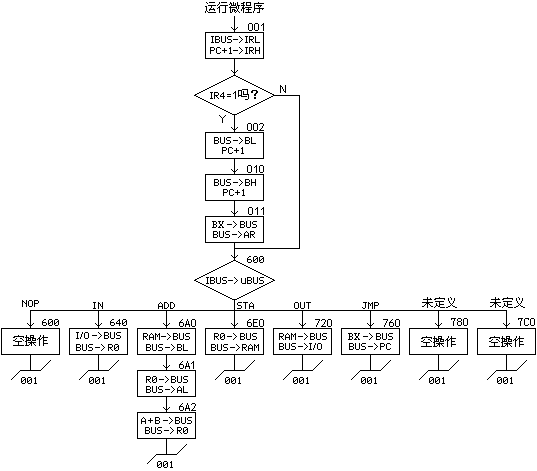 运行微程序
001
IBUS->IRL
PC+1->IRH
IR4=1吗?
N
Y
002
BUS->BL
PC+1
010
BUS->BH
PC+1
011
BX->BUS
BUS->AR
600
IBUS->uBUS
NOP IN ADD STA OUT JMP 未定义 未定义
600 640 6A0 6E0 720 760 780 7C0
空操作 I/O->BUS RAM->BUS R0->BUS RAM->BUS BX->BUS 空操作 空操作
BUS->R0 BUS->BL BUS->RAM BUS->I/O BUS->PC
001 001 001 001 001 001 001
6A1
R0->BUS
BUS->AL
6A2
A+B->BUS
BUS->R0
001